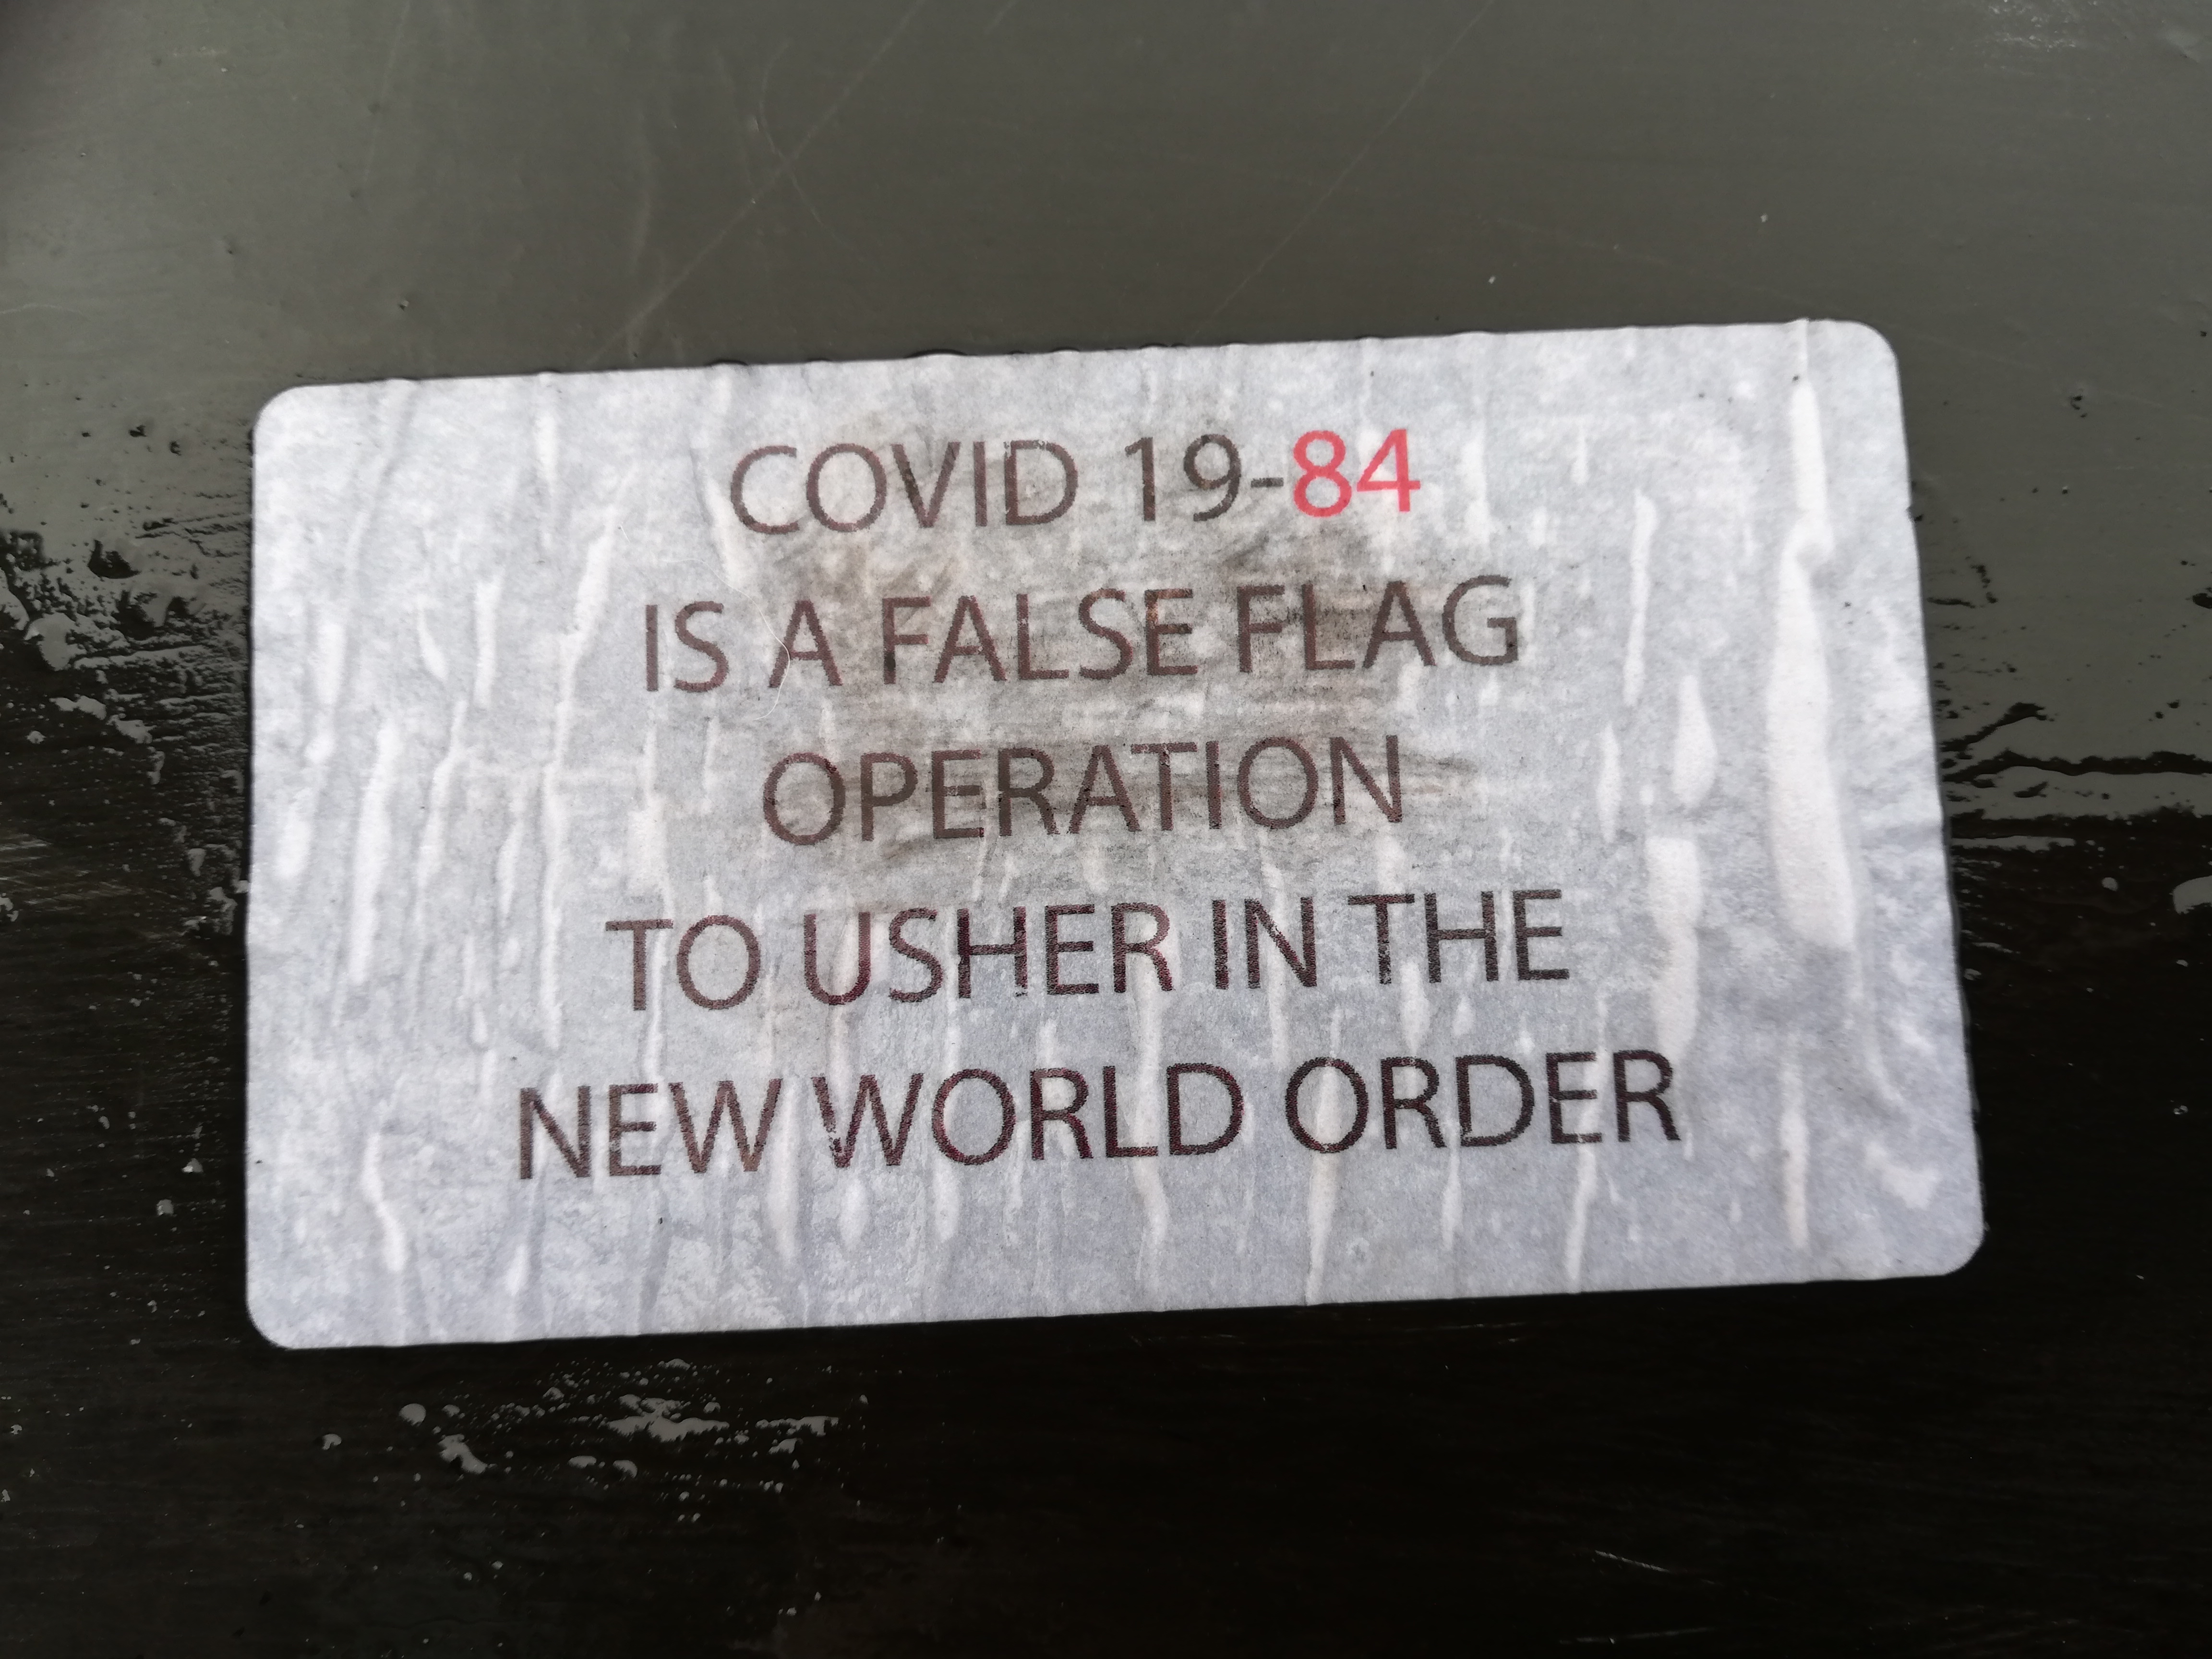 COVID 19-84
IS A FALSE FLAG
OPERATION
TO USHER IN THE
NEW WORLD ORDER